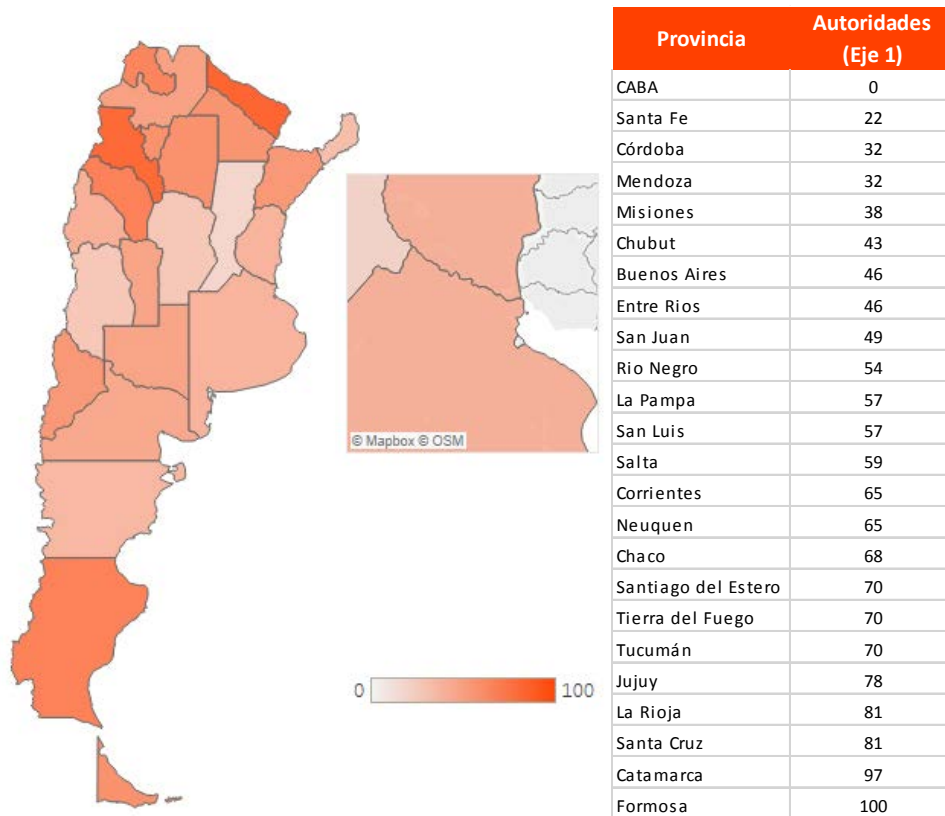 © Mapbox © OSM
0 100
Provincia Autoridades (Eje 1)
CABA 0
Santa Fe 22
Córdoba 32
Mendoza 32
Misiones 38
Chubut 43
Buenos Aires 46
Entre Rios 46
San Juan 49
Rio Negro 54
La Pampa 57
San Luis 57
Salta 59
Corrientes 65
Neuquen 65
Chaco 68
Santiago del Estero 70
Tierra del Fuego 70
Tucumán 70
Jujuy 78
La Rioja 81
Santa Cruz 81
Catamarca 97
Formosa 100